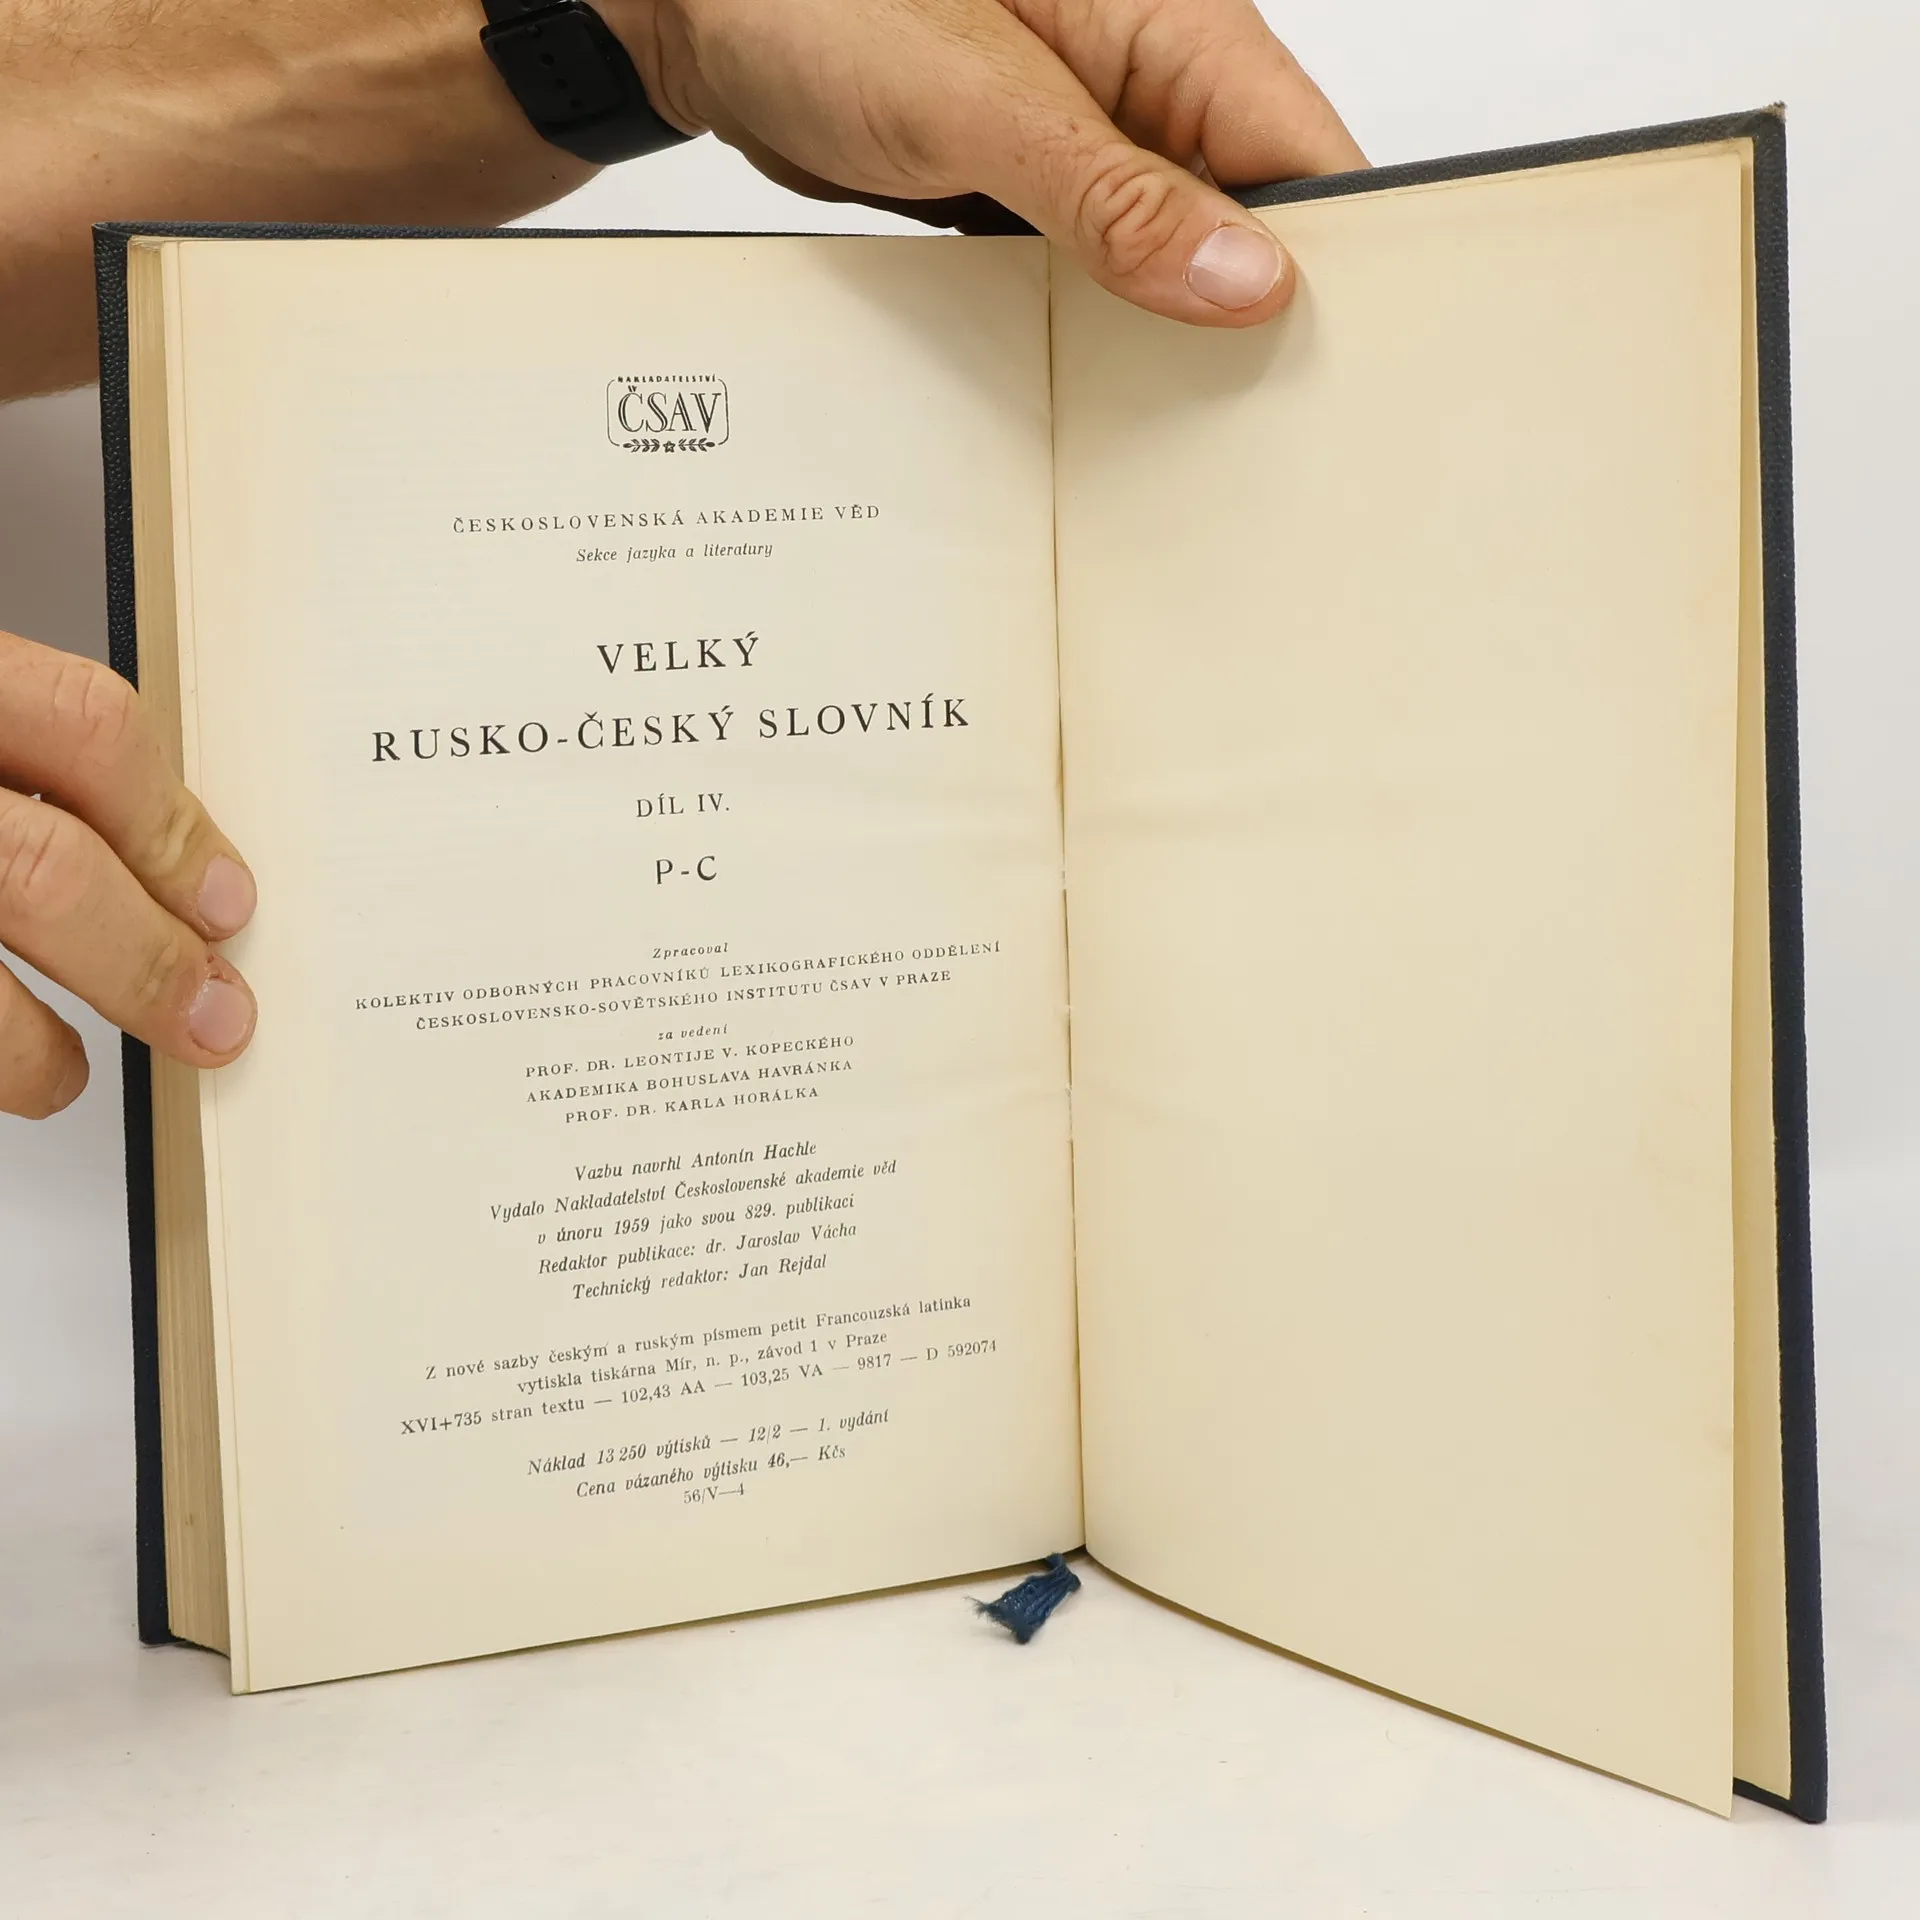 NAKLADATELSTVÍ
ČSAV
ČESKOSLOVENSKÁ AKADEMIE VĚD
Sekce jazyka a literatury
VELKÝ
RUSKO-ČESKÝ SLOVNÍK
DÍL IV.
Р-С
Zpracoval
KOLEKTIV ODBORNÝCH PRACOVNÍKŮ LEXIKOGRAFICKÉHO ODDĚLENÍ
ČESKOSLOVENSKO-SOVĚTSKÉHO INSTITUTU ČSAV V PRAZE
za vedení
PROF. DR. LEONTIJE V. KOPECKÉHO
AKADEMIKA BOHUSLAVA HAVRÁNKA
PROF. DR. KARLA HORÁLKA
Vazbu navrhl Antonín Hachle
Vydalo Nakladatelství Československé akademie věd
v únoru 1959 jako svou 829. publikaci
Redaktor publikace: dr. Jaroslav Vácha
Technický redaktor: Jan Rejdal
Z nové sazby českým a ruským písmem petit Francouzská latinka
vytiskla tiskárna Mír, n. p., závod 1 v Praze
XVI+735 stran textu — 102,43 AA — 103,25 VA — 9817 — D 592074
Náklad 13 250 výtisků — 12/2 — 1. vydání
Cena vázaného výtisku 46,— Kčs
56/V—4